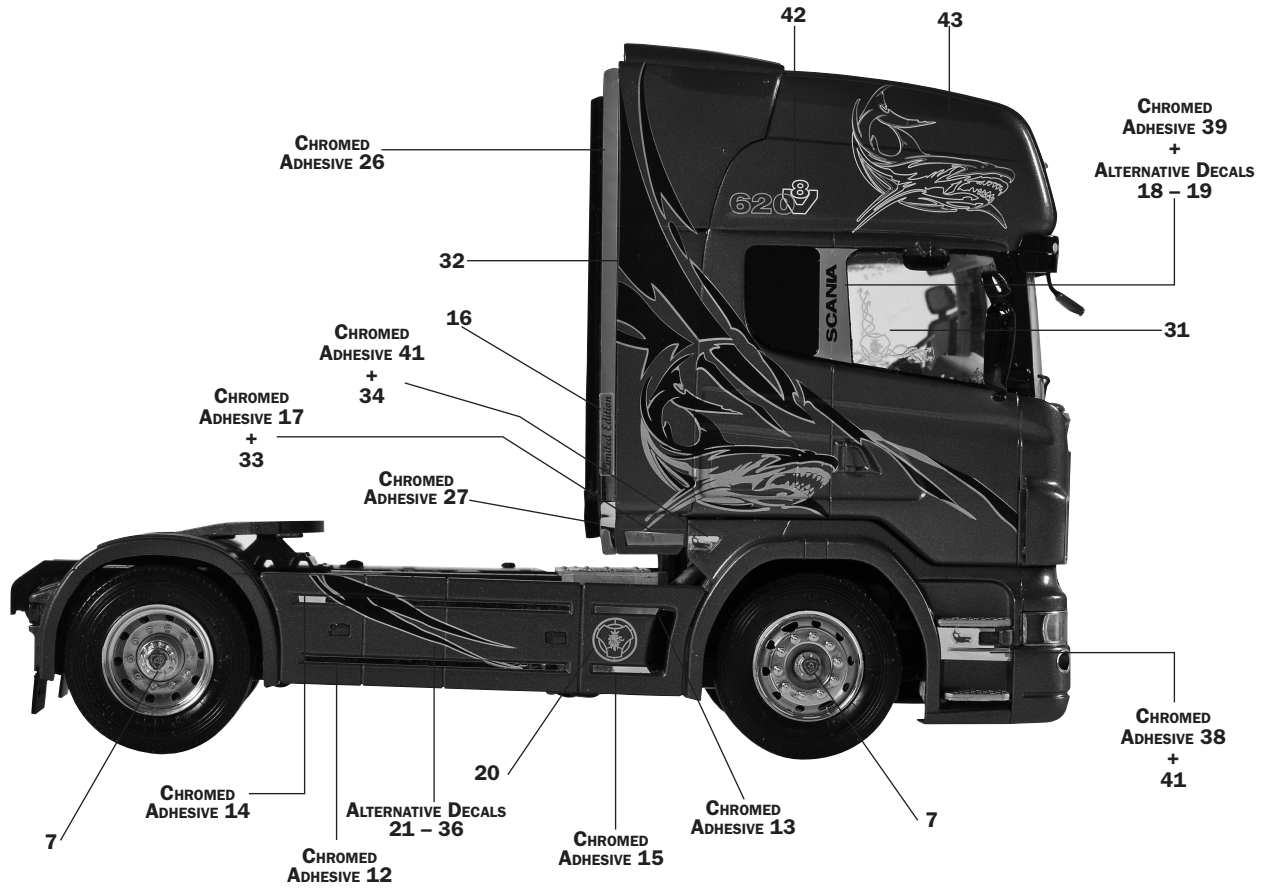 42
43
CHROMED
ADHESIVE 39
+
ALTERNATIVE DECALS
18 – 19
CHROMED
ADHESIVE 26
620 V8
32
SCANIA
16
31
CHROMED
ADHESIVE 41
+
34
CHROMED
ADHESIVE 17
+
33
Limited Edition
CHROMED
ADHESIVE 27
CHROMED
ADHESIVE 38
+
41
20
CHROMED
ADHESIVE 14
ALTERNATIVE DECALS
21 – 36
CHROMED
ADHESIVE 13
7
7
CHROMED
ADHESIVE 15
CHROMED
ADHESIVE 12